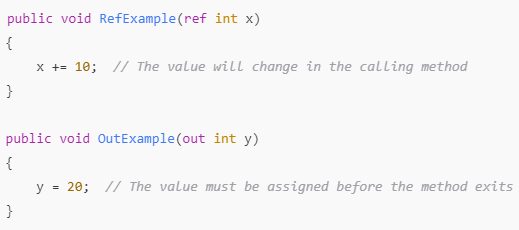 public void RefExample(ref int x)
{
    x += 10;  // The value will change in the calling method
}

public void OutExample(out int y)
{
    y = 20;  // The value must be assigned before the method exits
}